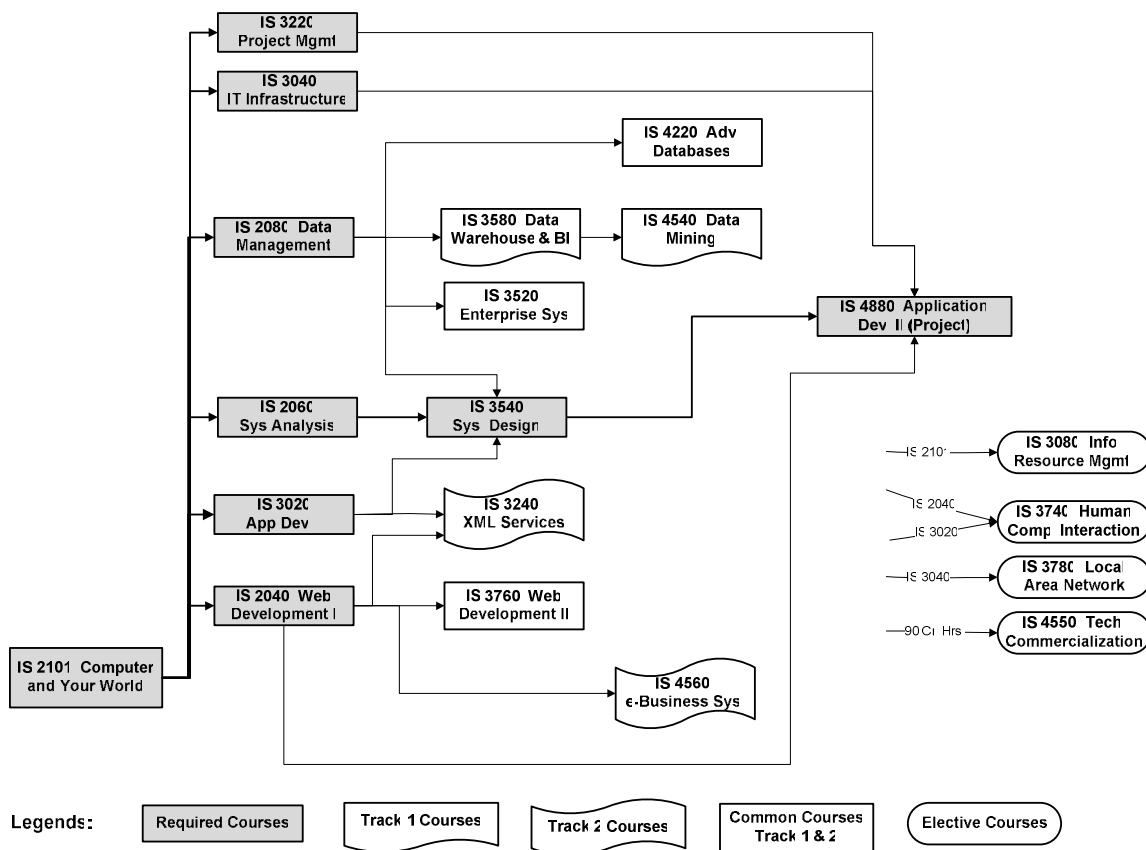 IS 3220
Project Mgmt
IS 3040
IT Infrastructure
IS 4220 Adv
Databases
IS 2080 Data
Management
IS 3580 Data
Warehouse & BI
IS 4540 Data
Mining
IS 3520
Enterprise Sys
IS 4880 Application
Dev II (Project)
IS 2060
Sys Analysis
IS 3540
Sys Design
IS 2101
IS 3080 Info
Resource Mgmt
IS 3020
App Dev
IS 3240
XML Services
IS 2040
IS 3020
IS 3740 Human
Comp Interaction
IS 3040
IS 3780 Local
Area Network
IS 2040 Web
Development I
IS 3760 Web
Development II
90 Cr Hrs
IS 4550 Tech
Commercialization
IS 2101 Computer
and Your World
IS 4560
e-Business Sys
Legends:
Required Courses
Track 1 Courses
Track 2 Courses
Common Courses
Track 1 & 2
Elective Courses